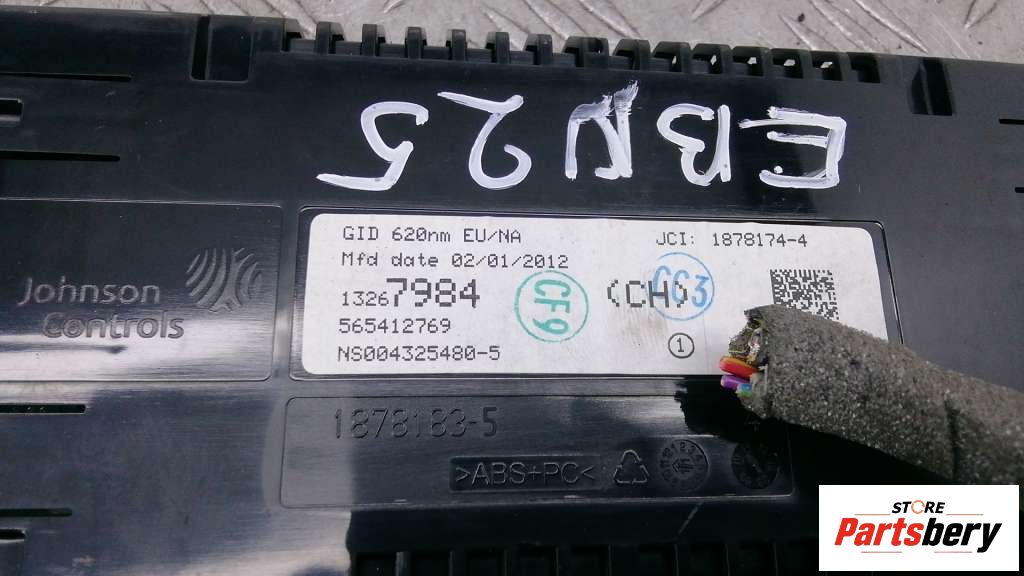 EBN25
Johnson
Controls
GID 620nm EU/NA
JCI: 1878174-4
Mfd date 02/01/2012
13267984
565412769
NS004325480-5
CF9
(CH)
CC3
1
1878183-5
>ABS+PC<
STORE
Partsbery